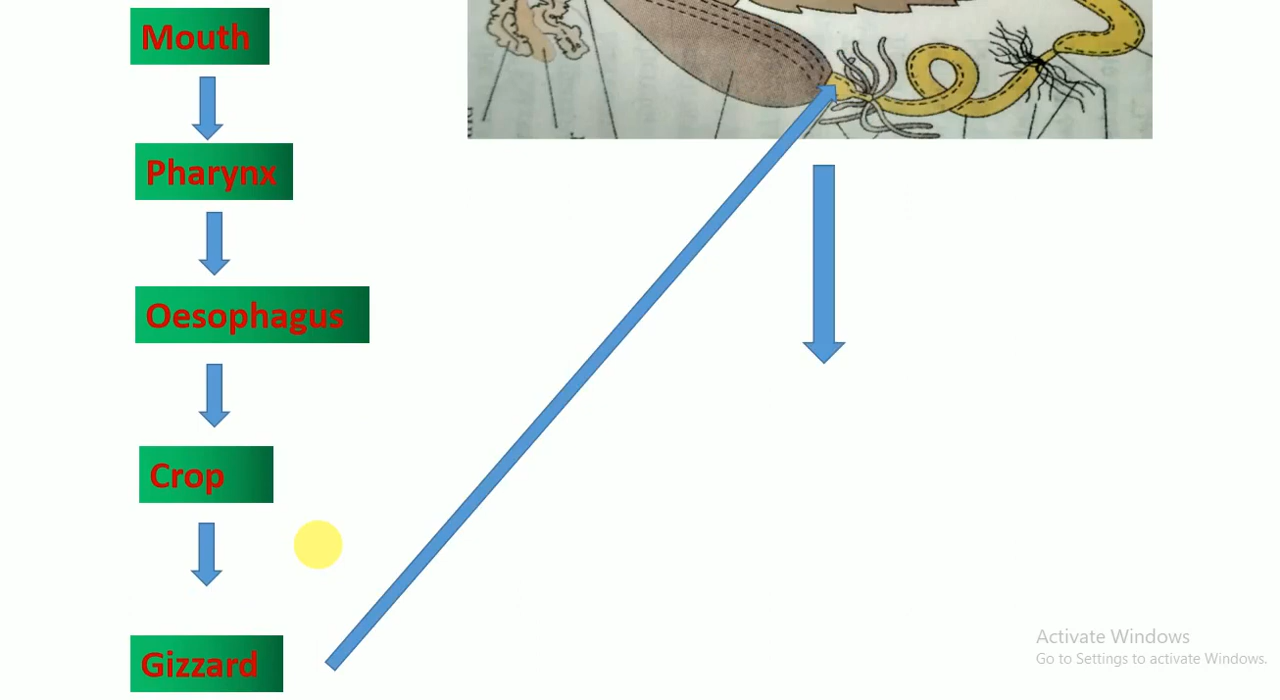 Mouth
Pharynx
Oesophagus
Crop
Gizzard
Activate Windows
Go to Settings to activate Windows.